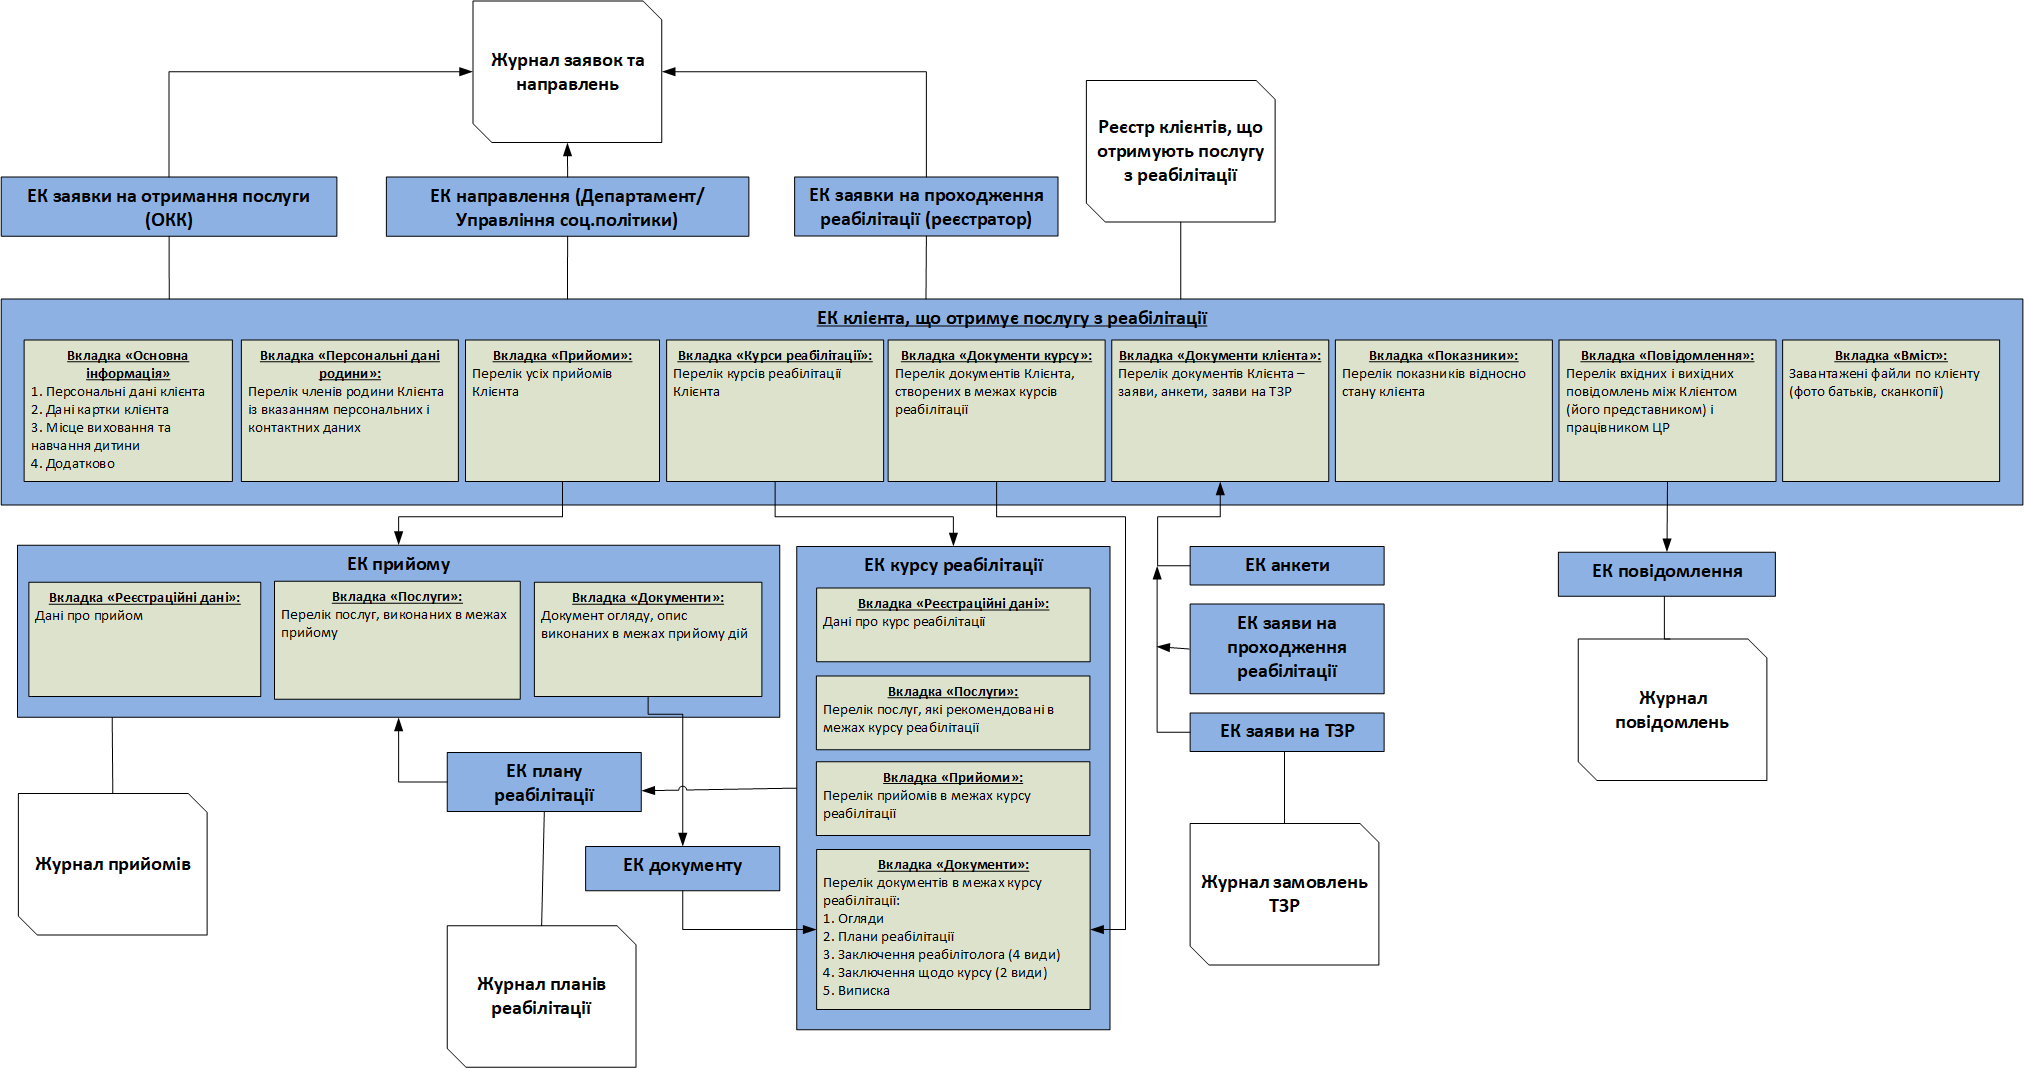 Журнал заявок та
направлень
Реєстр клієнтів, що
отримують послугу
з реабілітації
ЕК заявки на отримання послуги
(ОКК)
ЕК направлення (Департамент/
Управління соц.політики)
ЕК заявки на проходження
реабілітації (реєстратор)
ЕК клієнта, що отримує послугу з реабілітації
Вкладка «Основна
інформація»
1. Персональні дані клієнта
2. Дані картки клієнта
3. Місце виховання та
навчання дитини
4. Додатково
Вкладка «Персональні дані
родини»:
Перелік членів родини Клієнта
із вказанням персональних і
контактних даних
Вкладка «Прийоми»:
Перелік усіх прийомів
Клієнта
Вкладка «Курси реабілітації»:
Перелік курсів реабілітації
Клієнта
Вкладка «Документи курсу»:
Перелік документів Клієнта,
створених в межах курсів
реабілітації
Вкладка «Документи клієнта»:
Перелік документів Клієнта –
заяви, анкети, заяви на ТЗР
Вкладка «Показники»:
Перелік показників відносно
стану клієнта
Вкладка «Повідомлення»:
Перелік вхідних і вихідних
повідомлень між Клієнтом
(його представником) і
працівником ЦР
Вкладка «Вміст»:
Завантажені файли по клієнту
(фото батьків, сканкопії)
ЕК прийому
Вкладка «Реєстраційні дані»:
Дані про прийом
Вкладка «Послуги»:
Перелік послуг, виконаних в межах
прийому
Вкладка «Документи»:
Документ огляду, опис
виконаних в межах прийому дій
ЕК курсу реабілітації
Вкладка «Реєстраційні дані»:
Дані про курс реабілітації
Вкладка «Послуги»:
Перелік послуг, які рекомендовані в
межах курсу реабілітації
Вкладка «Прийоми»:
Перелік прийомів в межах курсу
реабілітації
Вкладка «Документи»:
Перелік документів в межах курсу
реабілітації:
1. Огляди
2. Плани реабілітації
3. Заключення реабілітолога (4 види)
4. Заключення щодо курсу (2 види)
5. Виписка
ЕК анкети
ЕК заяви на
проходження
реабілітації
ЕК заяви на ТЗР
ЕК повідомлення
Журнал
повідомлень
ЕК плану
реабілітації
ЕК документу
Журнал прийомів
Журнал замовлень
ТЗР
Журнал планів
реабілітації